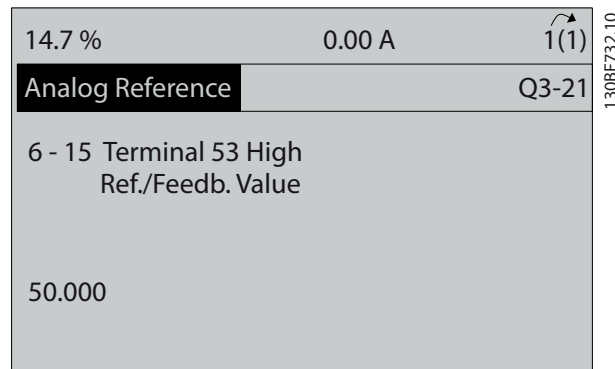 14.7 % 0.00 A 1(1)
Analog Reference Q3-21
6 - 15 Terminal 53 High
Ref./Feedb. Value
50.000
130BF732.10